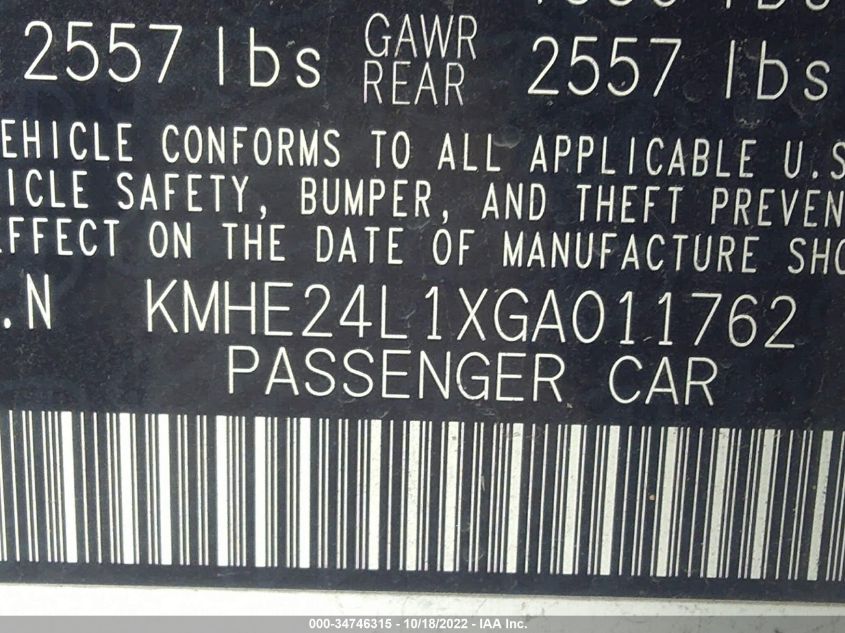 2557 lbs GAWR REAR 2557 lbs
EHICLE CONFORMS TO ALL APPLICABLE U.S
ICLE SAFETY, BUMPER, AND THEFT PREVEN
EFFECT ON THE DATE OF MANUFACTURE SHO
.N KMHE24L1XGA011762
PASSENGER CAR
000-34746315 - 10/18/2022 - ©IAA, Inc.